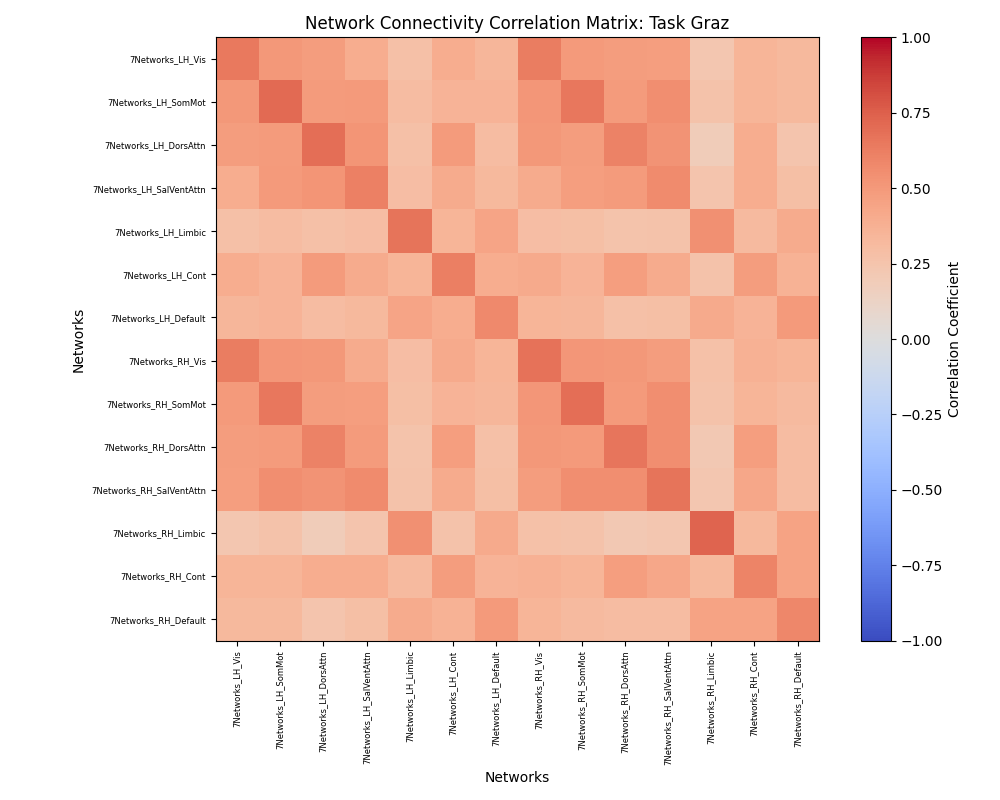 Network Connectivity Correlation Matrix: Task Graz
7Networks_LH_Vis
7Networks_LH_SomMot
7Networks_LH_DorsAttn
7Networks_LH_SalVentAttn
7Networks_LH_Limbic
7Networks_LH_Cont
7Networks_LH_Default
7Networks_RH_Vis
7Networks_RH_SomMot
7Networks_RH_DorsAttn
7Networks_RH_SalVentAttn
7Networks_RH_Limbic
7Networks_RH_Cont
7Networks_RH_Default
Networks
7Networks_LH_Vis
7Networks_LH_SomMot
7Networks_LH_DorsAttn
7Networks_LH_SalVentAttn
7Networks_LH_Limbic
7Networks_LH_Cont
7Networks_LH_Default
7Networks_RH_Vis
7Networks_RH_SomMot
7Networks_RH_DorsAttn
7Networks_RH_SalVentAttn
7Networks_RH_Limbic
7Networks_RH_Cont
7Networks_RH_Default
Networks
1.00
0.75
0.50
0.25
0.00
−0.25
−0.50
−0.75
−1.00
Correlation Coefficient